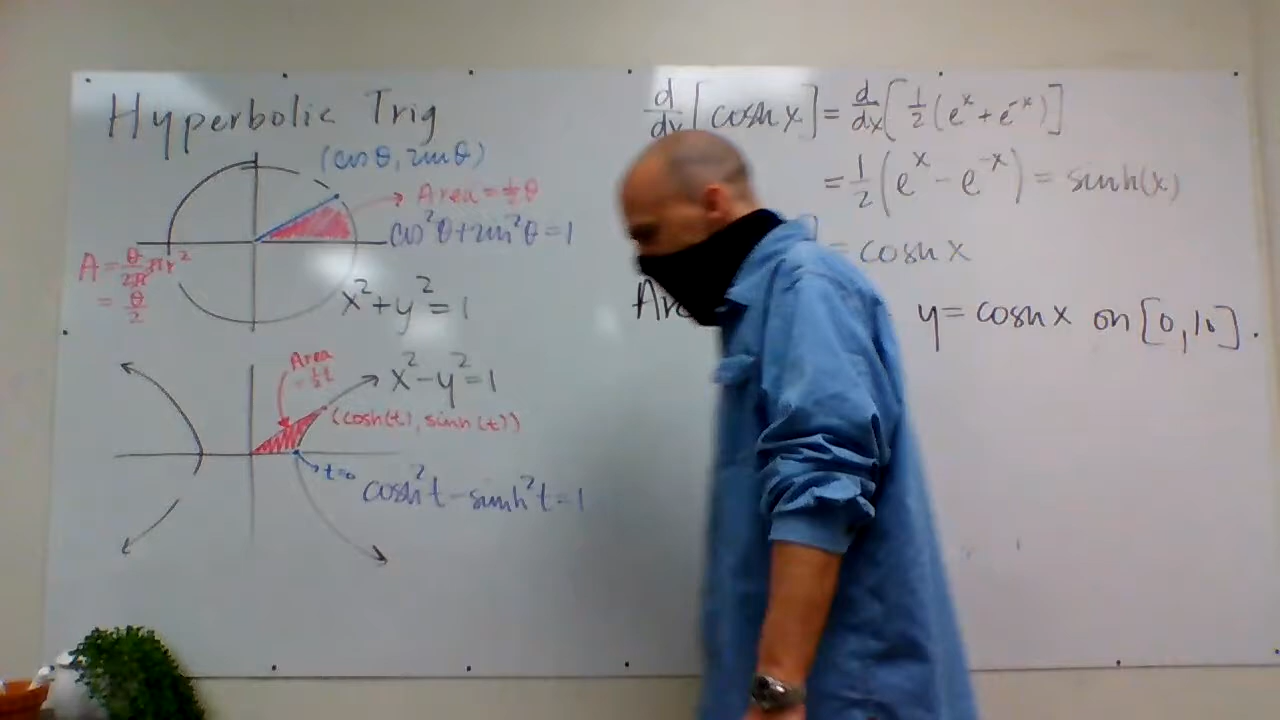 Hyperbolic Trig
(cos θ, sin θ)
Area = ½θ
cos²θ + sin²θ = 1
A = θ/2π πr²
= θ/2
x² + y² = 1
Area
= ½t
x² - y² = 1
(cosh(t), sinh(t))
t=0
cosh²t - sinh²t = 1
d/dx [cosh x] = d/dx [½(eˣ + e⁻ˣ)]
= ½(eˣ - e⁻ˣ) = sinh(x)
] = cosh x
y = cosh x on [0, 10].